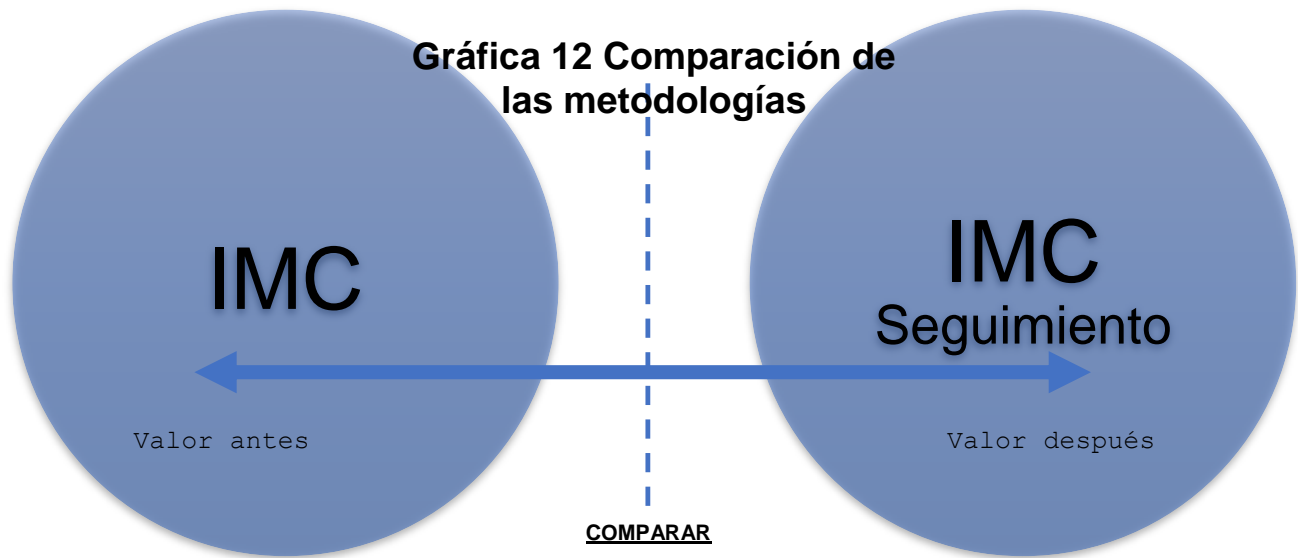 Gráfica 12 Comparación de
las metodologías
IMC
IMC
Seguimiento
Valor antes
Valor después
COMPARAR